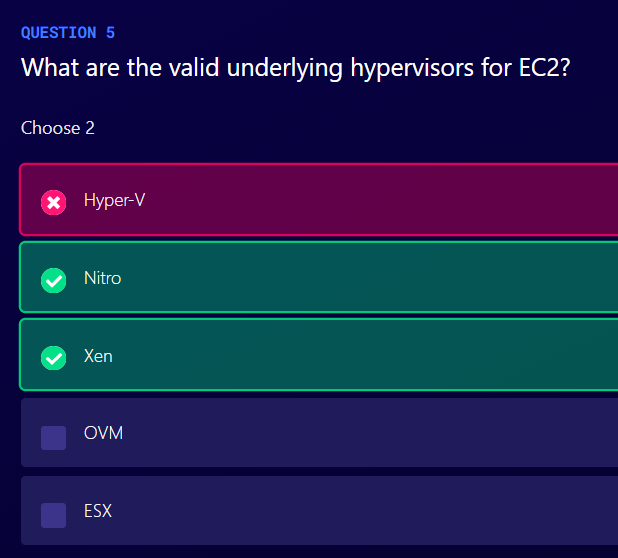 QUESTION 5
What are the valid underlying hypervisors for EC2?
Choose 2
Hyper-V
Nitro
Xen
OVM
ESX